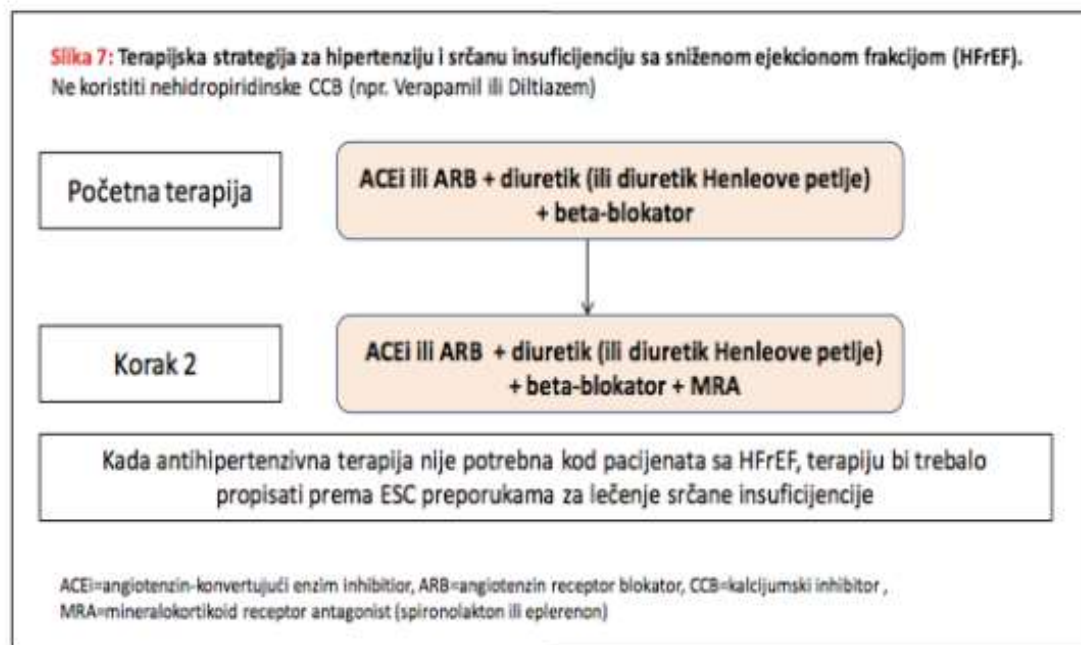 Slika 7: Terapijska strategija za hipertenziju i srčanu insuficijenciju sa sniženom ejekcionom frakcijom (HFrEF).
Ne koristiti nehidropiridinske CCB (npr. Verapamil ili Diltiazem)
Početna terapija
ACEi ili ARB + diuretik (ili diuretik Henleove petlje)
+ beta-blokator
Korak 2
ACEi ili ARB + diuretik (ili diuretik Henleove petlje)
+ beta-blokator + MRA
Kada antihipertenzivna terapija nije potrebna kod pacijenata sa HFrEF, terapiju bi trebalo
propisati prema ESC preporukama za lečenje srčane insuficijencije
ACEi=angiotenzin-konvertujući enzim inhibitior, ARB=angiotenzin receptor blokator, CCB=kalcijumski inhibitor ,
MRA=mineralokortikoid receptor antagonist (spironolakton ili eplerenon)